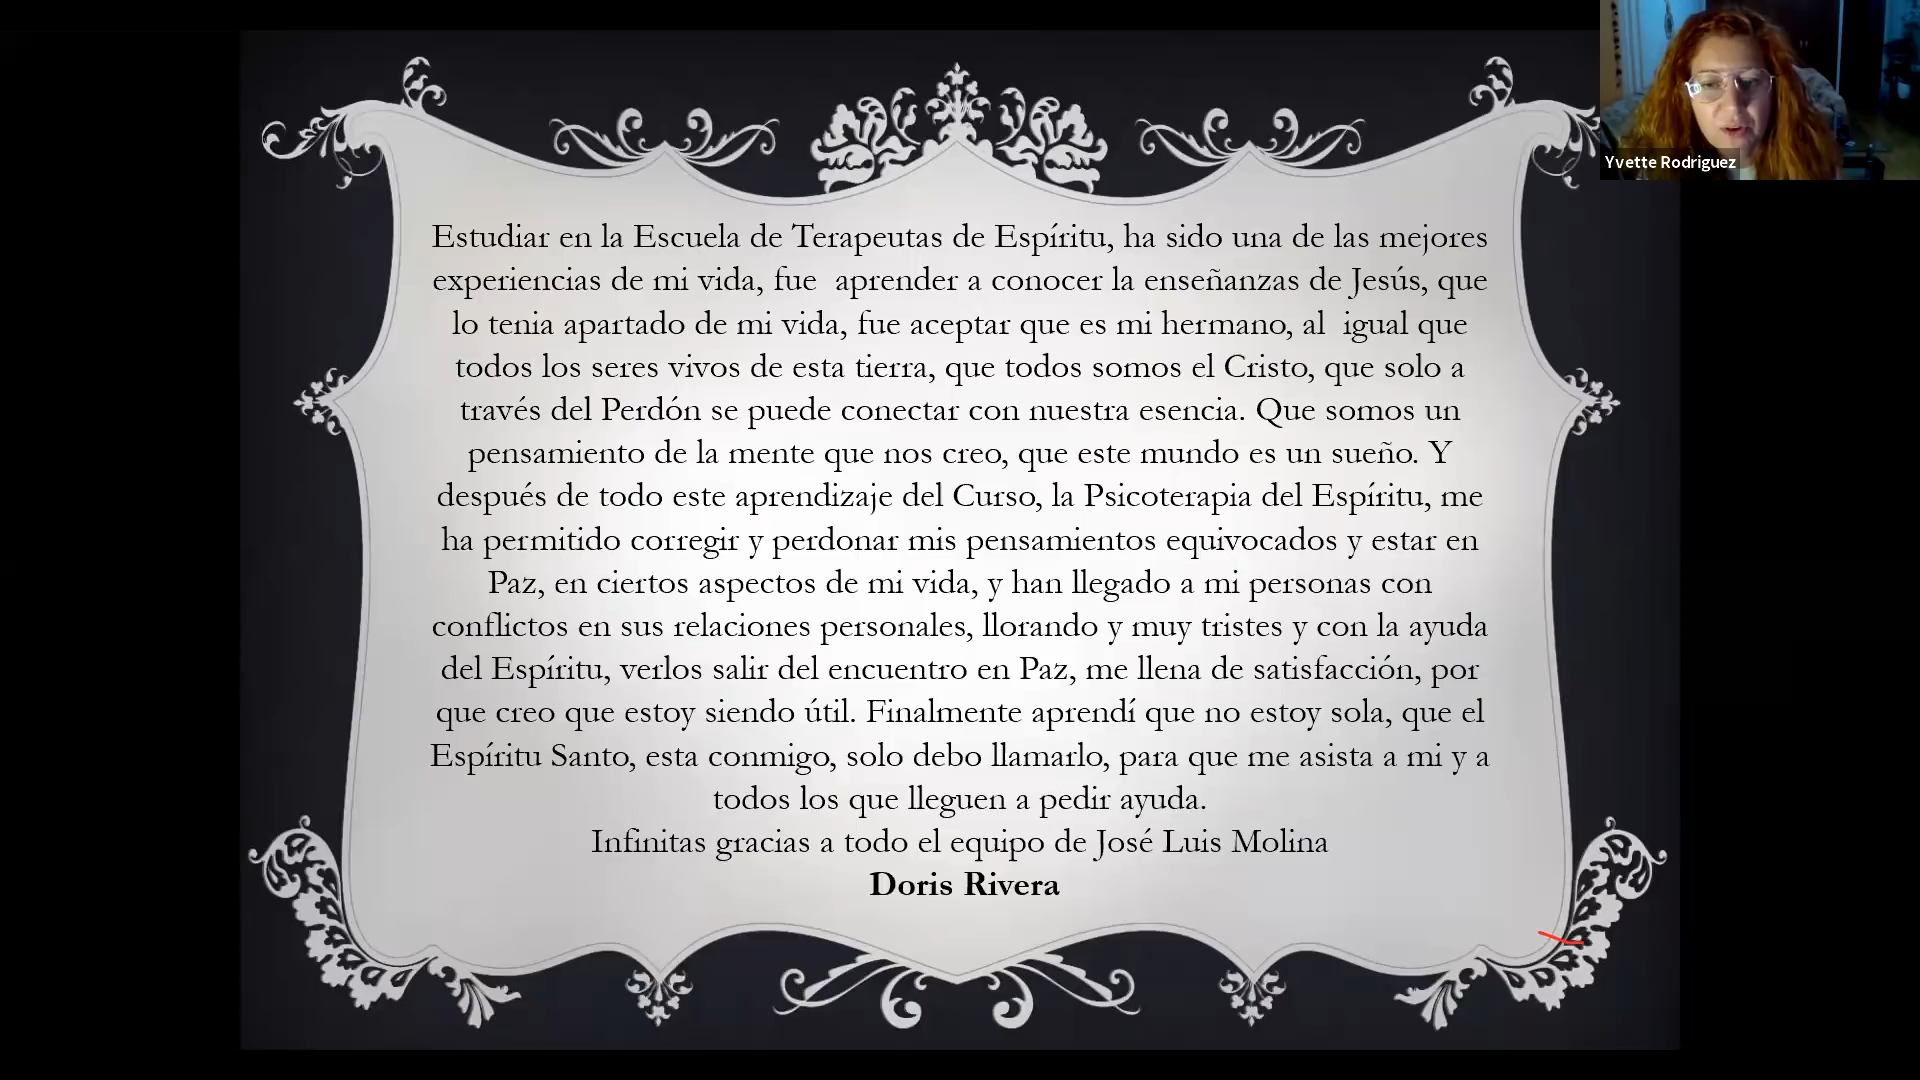 Estudiar en la Escuela de Terapeutas de Espíritu, ha sido una de las mejores
experiencias de mi vida, fue  aprender a conocer la enseñanzas de Jesús, que
lo tenia apartado de mi vida, fue aceptar que es mi hermano, al  igual que
todos los seres vivos de esta tierra, que todos somos el Cristo, que solo a
través del Perdón se puede conectar con nuestra esencia. Que somos un
pensamiento de la mente que nos creo, que este mundo es un sueño. Y
después de todo este aprendizaje del Curso, la Psicoterapia del Espíritu, me
ha permitido corregir y perdonar mis pensamientos equivocados y estar en
Paz, en ciertos aspectos de mi vida, y han llegado a mi personas con
conflictos en sus relaciones personales, llorando y muy tristes y con la ayuda
del Espíritu, verlos salir del encuentro en Paz, me llena de satisfacción, por
que creo que estoy siendo útil. Finalmente aprendí que no estoy sola, que el
Espíritu Santo, esta conmigo, solo debo llamarlo, para que me asista a mi y a
todos los que lleguen a pedir ayuda.
Infinitas gracias a todo el equipo de José Luis Molina
Doris Rivera
Yvette Rodriguez